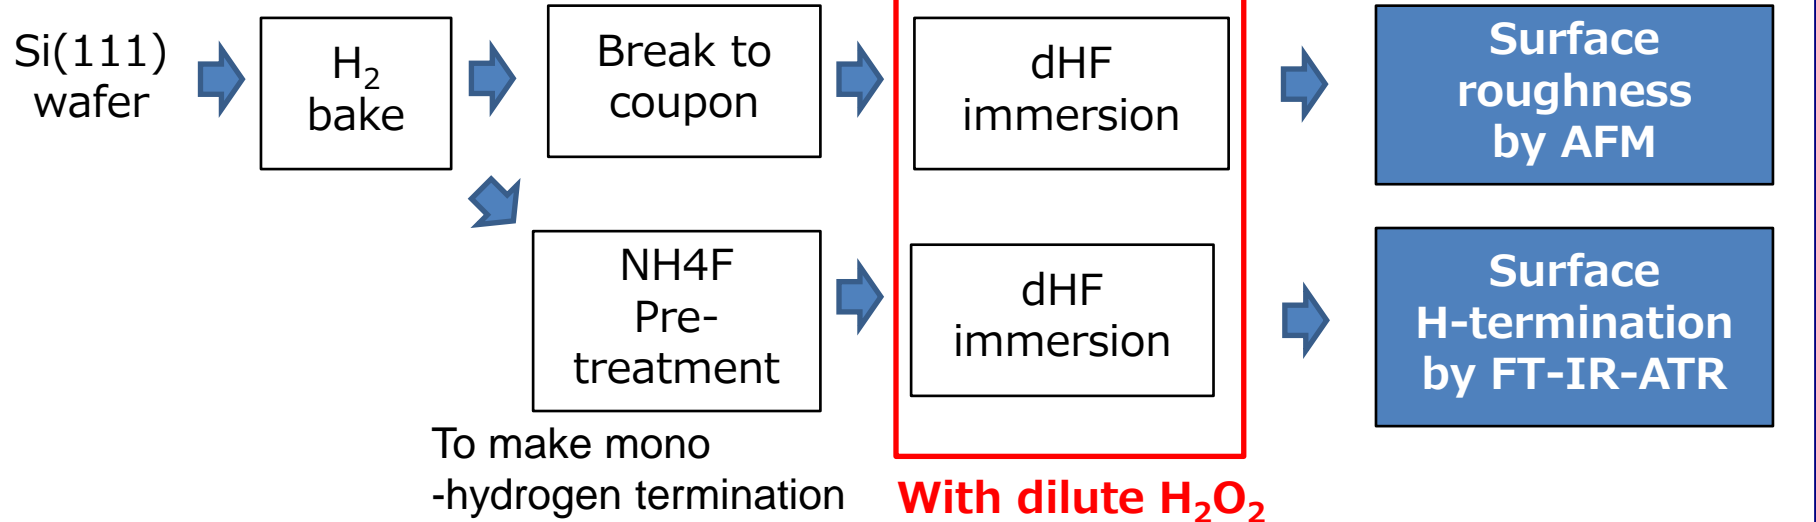 Si(111)
wafer
H₂
bake
Break to
coupon
dHF
immersion
Surface
roughness
by AFM
NH4F
Pre-
treatment
dHF
immersion
Surface
H-termination
by FT-IR-ATR
To make mono
-hydrogen termination
With dilute H₂O₂